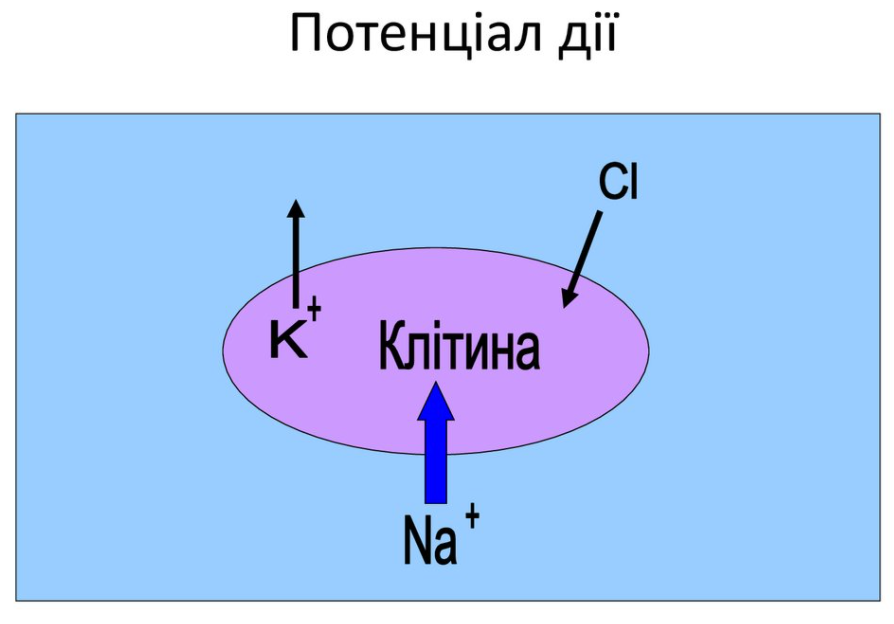 Потенціал дії
Cl
K+
Клітина
Na+